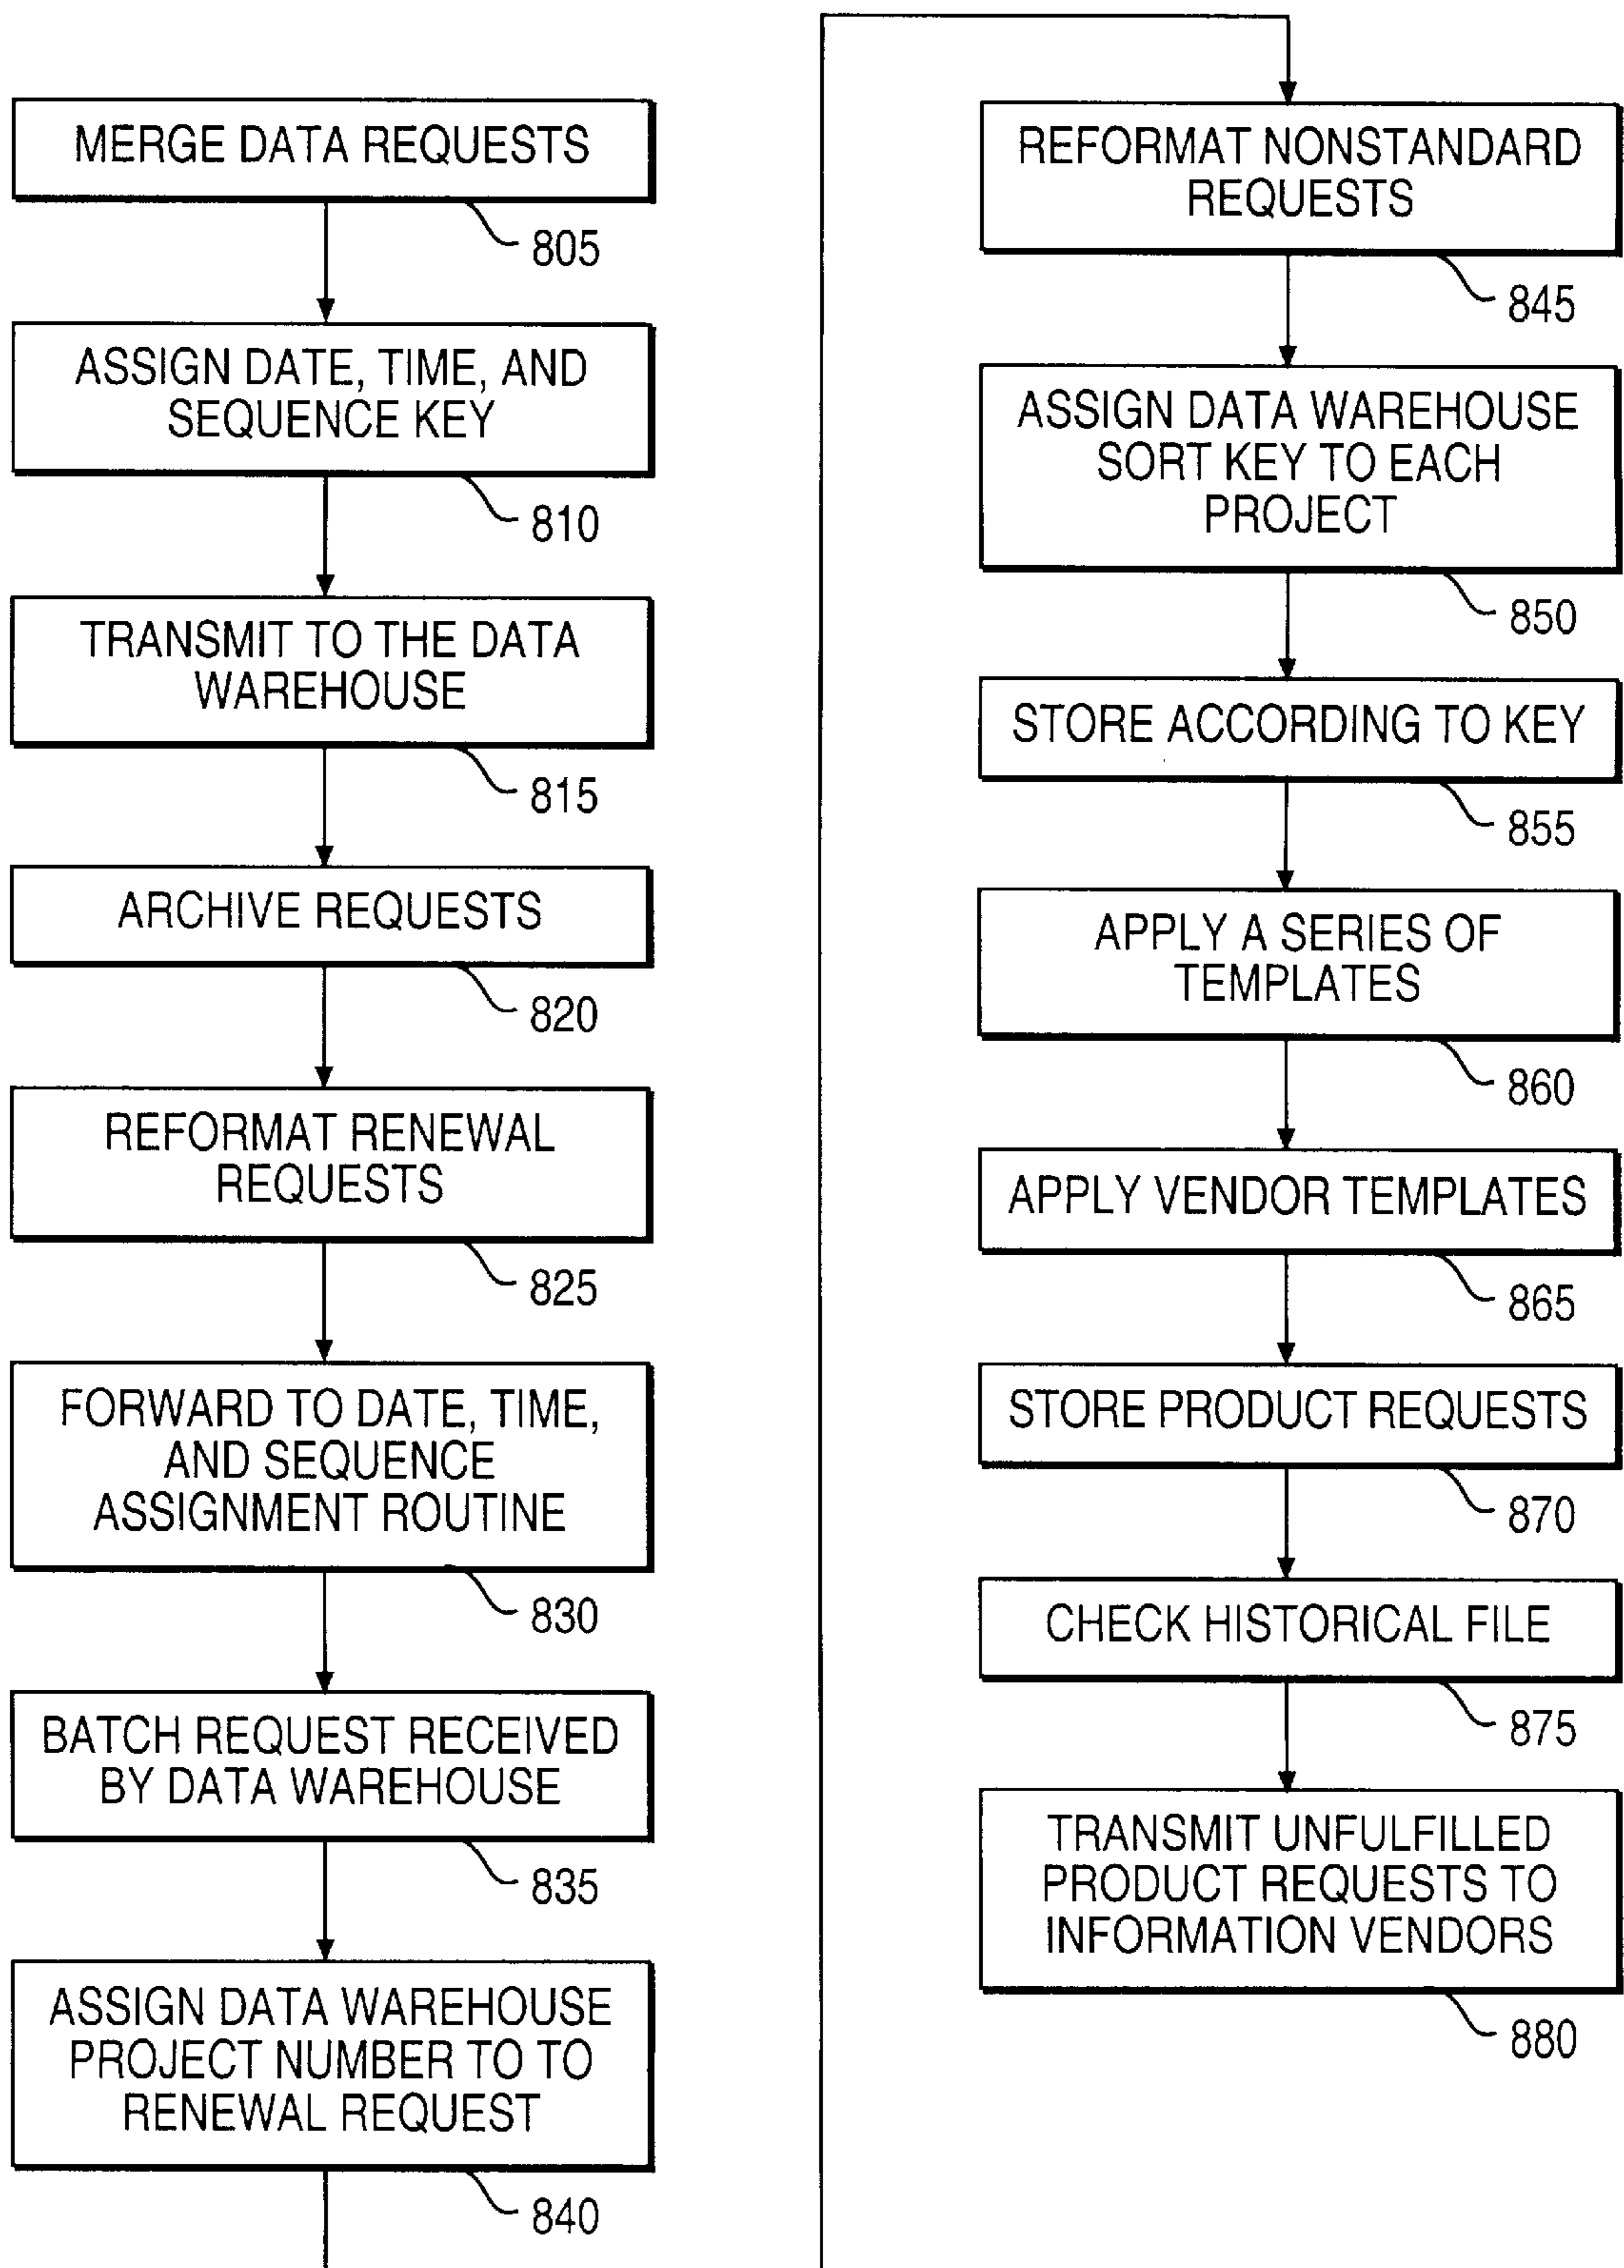 MERGE DATA REQUESTS
805
ASSIGN DATE, TIME, AND
SEQUENCE KEY
810
TRANSMIT TO THE DATA
WAREHOUSE
815
ARCHIVE REQUESTS
820
REFORMAT RENEWAL
REQUESTS
825
FORWARD TO DATE, TIME,
AND SEQUENCE
ASSIGNMENT ROUTINE
830
BATCH REQUEST RECEIVED
BY DATA WAREHOUSE
835
ASSIGN DATA WAREHOUSE
PROJECT NUMBER TO TO
RENEWAL REQUEST
840
REFORMAT NONSTANDARD
REQUESTS
845
ASSIGN DATA WAREHOUSE
SORT KEY TO EACH
PROJECT
850
STORE ACCORDING TO KEY
855
APPLY A SERIES OF
TEMPLATES
860
APPLY VENDOR TEMPLATES
865
STORE PRODUCT REQUESTS
870
CHECK HISTORICAL FILE
875
TRANSMIT UNFULFILLED
PRODUCT REQUESTS TO
INFORMATION VENDORS
880